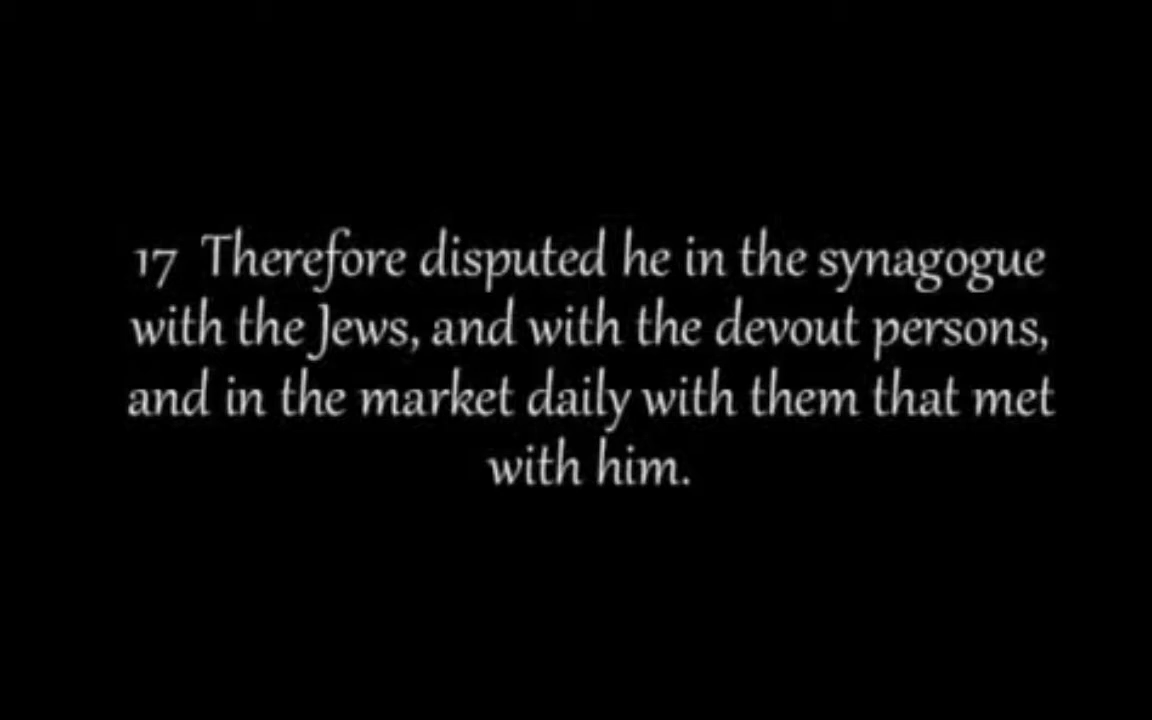 17 Therefore disputed he in the synagogue
with the Jews, and with the devout persons,
and in the market daily with them that met
with him.